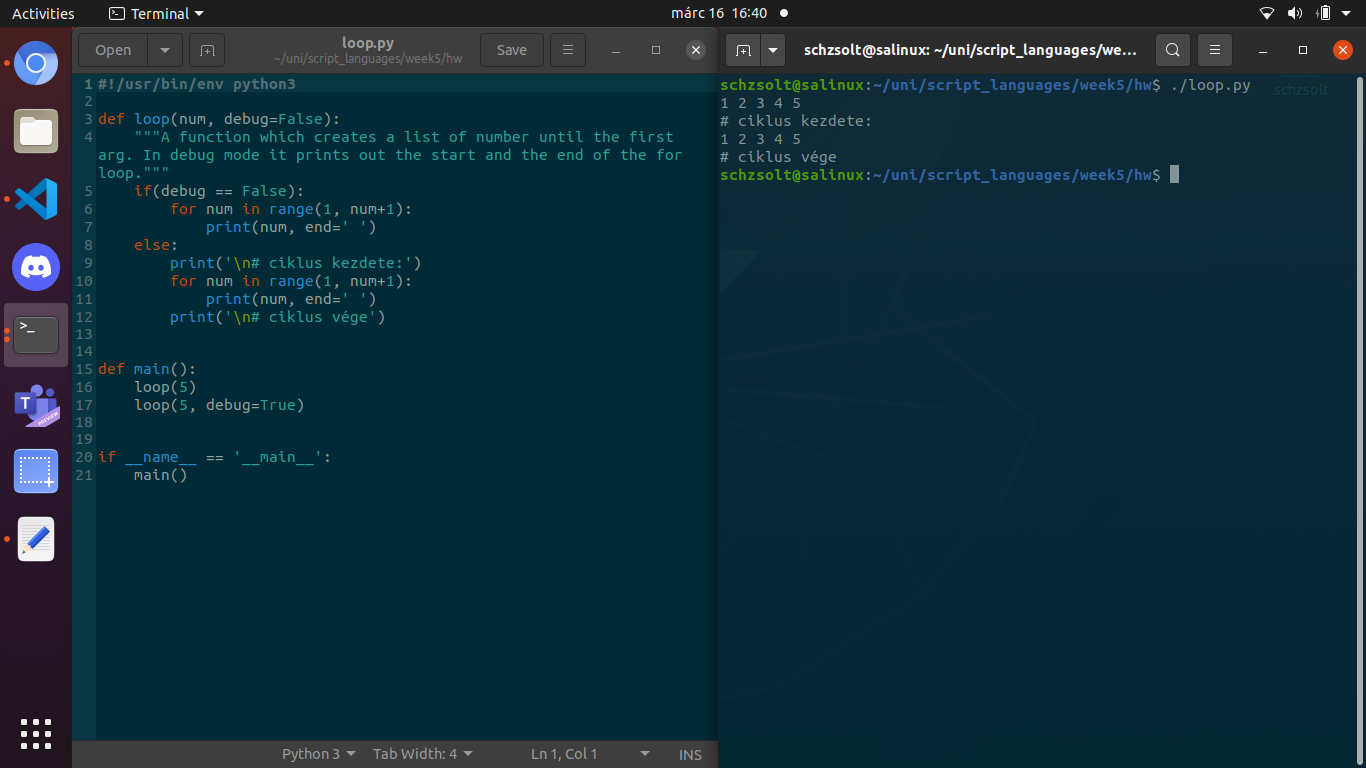 Activities
Terminal
márc 16 16:40
Open
loop.py
~/uni/script_languages/week5/hw
Save
1 #!/usr/bin/env python3
2
3 def loop(num, debug=False):
4     """A function which creates a list of number until the first
arg. In debug mode it prints out the start and the end of the for
loop."""
5     if(debug == False):
6         for num in range(1, num+1):
7             print(num, end=' ')
8     else:
9         print('\n# ciklus kezdete:')
10         for num in range(1, num+1):
11             print(num, end=' ')
12         print('\n# ciklus vége')
13
14
15 def main():
16     loop(5)
17     loop(5, debug=True)
18
19
20 if __name__ == '__main__':
21     main()
Python 3
Tab Width: 4
Ln 1, Col 1
INS
schzsolt@salinux: ~/uni/script_languages/we...
schzsolt@salinux:~/uni/script_languages/week5/hw$ ./loop.py
schzsolt
1 2 3 4 5
# ciklus kezdete:
1 2 3 4 5
# ciklus vége
schzsolt@salinux:~/uni/script_languages/week5/hw$
>_
T
PREVIEW